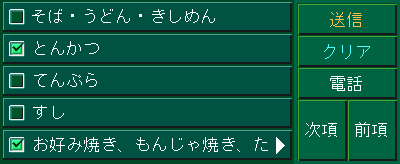 そば・うどん・きしめん
とんかつ
てんぷら
すし
お好み焼き、もんじゃ焼き、た
送信
クリア
電話
次項 前項